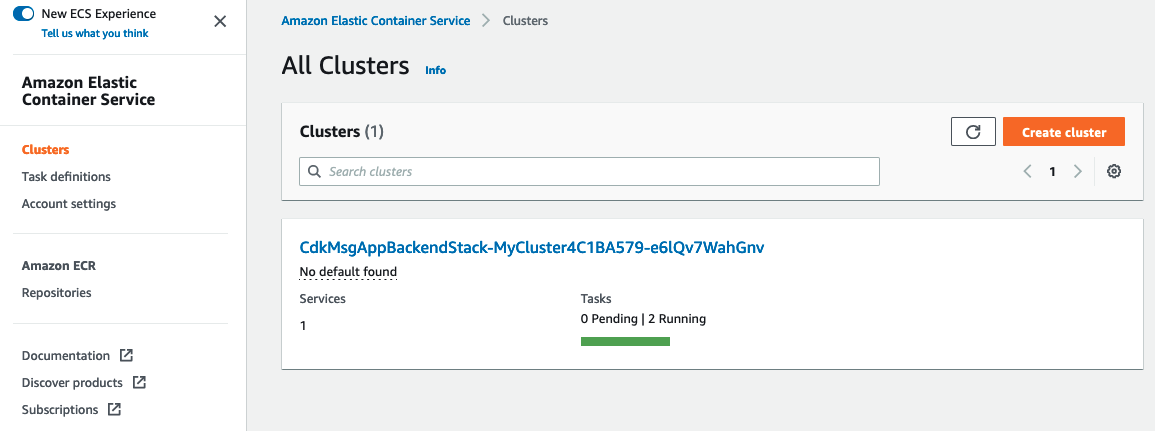 New ECS Experience
Tell us what you think
Amazon Elastic
Container Service
Clusters
Task definitions
Account settings
Amazon ECR
Repositories
Documentation
Discover products
Subscriptions
Amazon Elastic Container Service
Clusters
All Clusters
Info
Clusters (1)
Create cluster
Search clusters
1
CdkMsgAppBackendStack-MyCluster4C1BA579-e6lQv7WahGnv
No default found
Services
1
Tasks
0 Pending | 2 Running